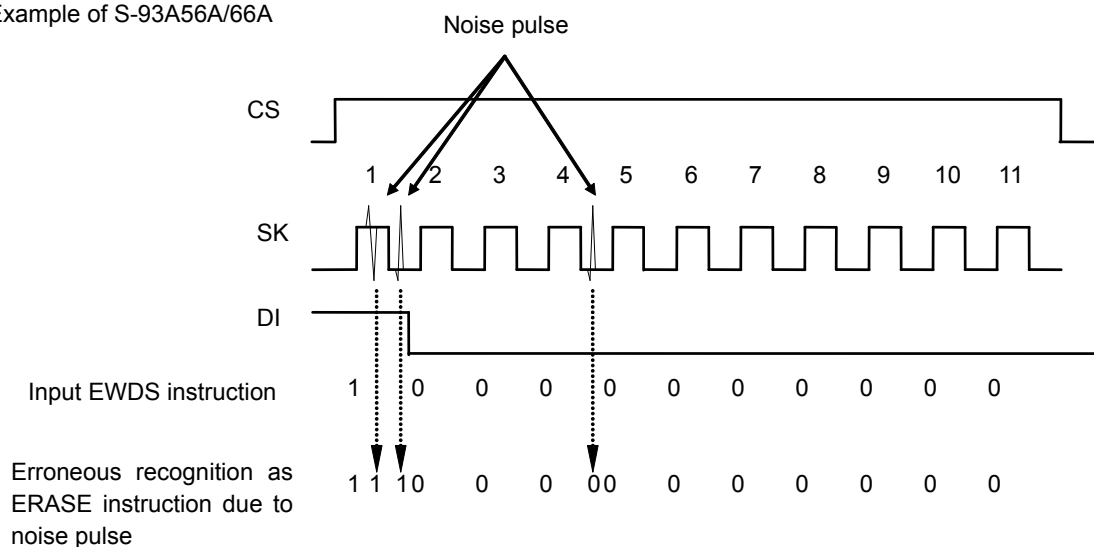 Example of S-93A56A/66A
Noise pulse
CS
1 2 3 4 5 6 7 8 9 10 11
SK
DI
Input EWDS instruction 1 0 0 0 0 0 0 0 0 0 0
Erroneous recognition as
ERASE instruction due to
noise pulse
1 1 1 0 0 0 0 0 0 0 0 0 0 0